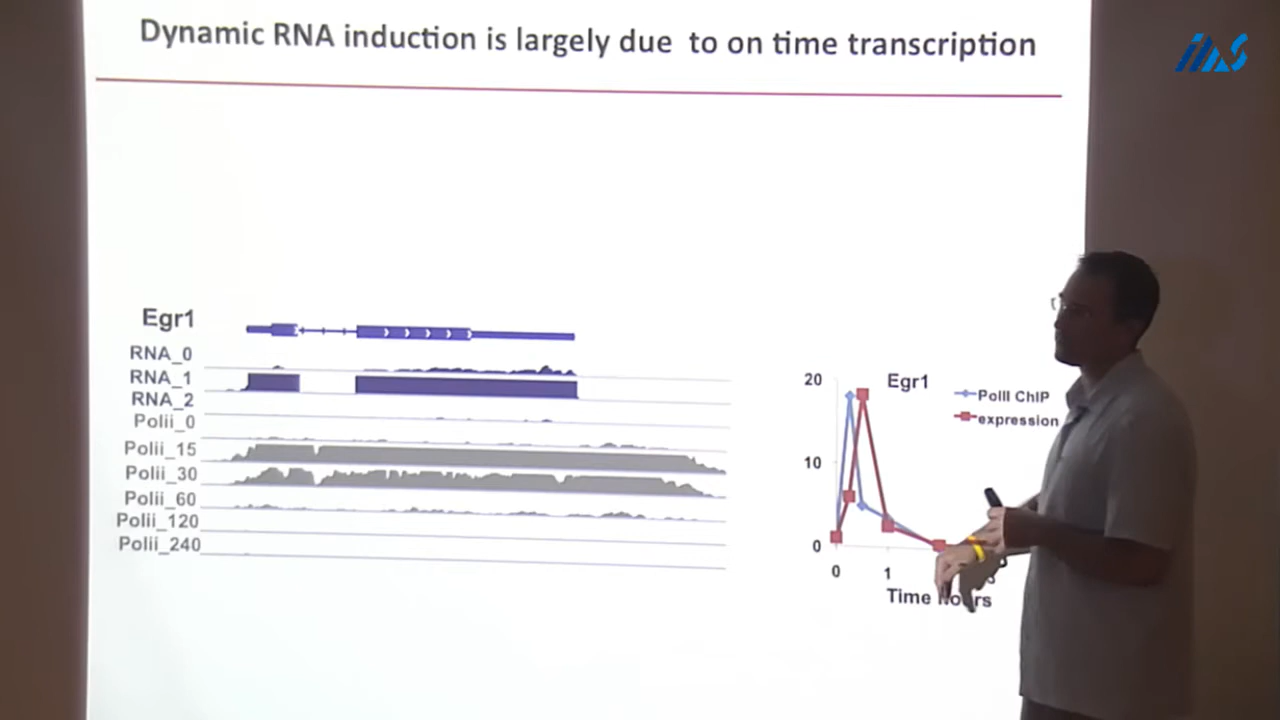 Dynamic RNA induction is largely due to on time transcription
ias
Egr1
RNA_0
RNA_1
RNA_2
Polii_0
Polii_15
Polii_30
Polii_60
Polii_120
Polii_240
20
10
0
Egr1
PolII ChIP
expression
0
1
Time Hours